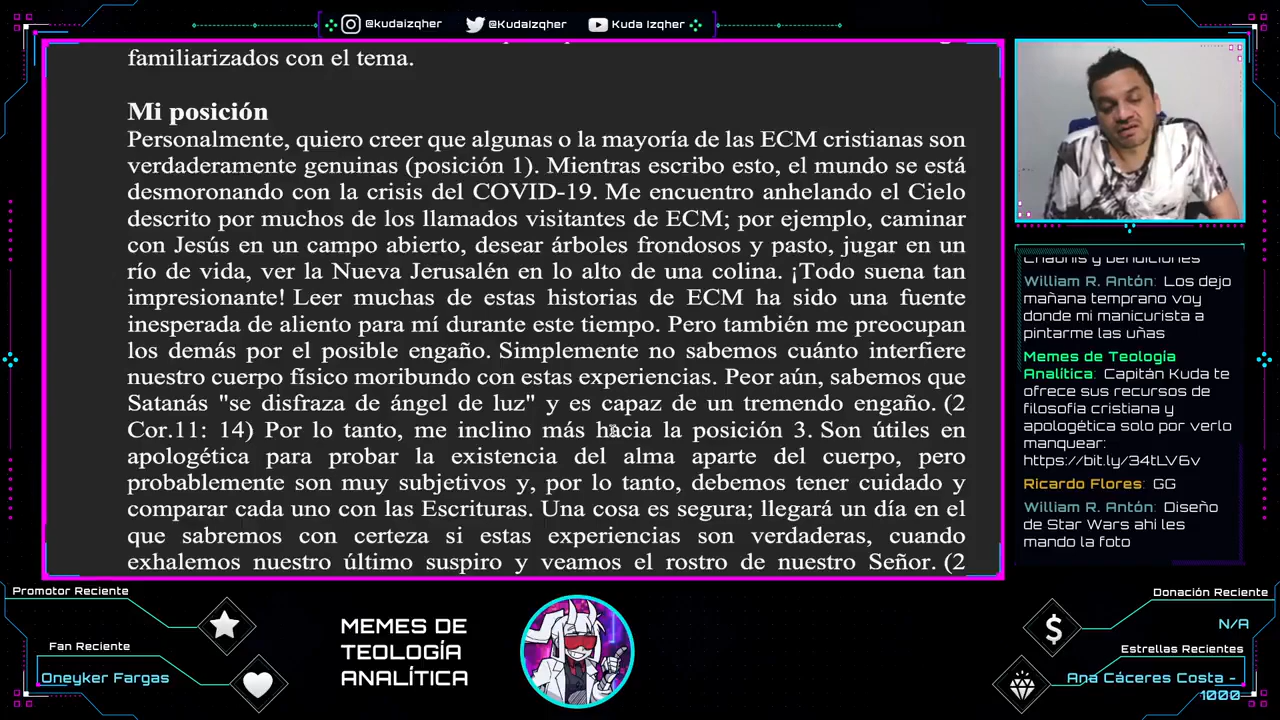 @kudaizqher
@KudaIzqher
Kuda Izqher
familiarizados con el tema.
Mi posición
Personalmente, quiero creer que algunas o la mayoría de las ECM cristianas son
verdaderamente genuinas (posición 1). Mientras escribo esto, el mundo se está
desmoronando con la crisis del COVID-19. Me encuentro anhelando el Cielo
descrito por muchos de los llamados visitantes de ECM; por ejemplo, caminar
con Jesús en un campo abierto, desear árboles frondosos y pasto, jugar en un
río de vida, ver la Nueva Jerusalén en lo alto de una colina. ¡Todo suena tan
impresionante! Leer muchas de estas historias de ECM ha sido una fuente
inesperada de aliento para mí durante este tiempo. Pero también me preocupan
los demás por el posible engaño. Simplemente no sabemos cuánto interfiere
nuestro cuerpo físico moribundo con estas experiencias. Peor aún, sabemos que
Satanás "se disfraza de ángel de luz" y es capaz de un tremendo engaño. (2
Cor.11: 14) Por lo tanto, me inclino más hacia la posición 3. Son útiles en
apologética para probar la existencia del alma aparte del cuerpo, pero
probablemente son muy subjetivos y, por lo tanto, debemos tener cuidado y
comparar cada uno con las Escrituras. Una cosa es segura; llegará un día en el
que sabremos con certeza si estas experiencias son verdaderas, cuando
exhalemos nuestro último suspiro y veamos el rostro de nuestro Señor. (2
y bendiciones
William R. Antón: Los dejo
mañana temprano voy
donde mi manicurista a
pintarme las uñas
Memes de Teología
Analítica: Capitán Kuda te
ofrece sus recursos de
filosofía cristiana y
apologética solo por verlo
manquear:
https://bit.ly/34tLV6v
Ricardo Flores: GG
William R. Antón: Diseño
de Star Wars ahí les
mando la foto
Promotor Reciente
Fan Reciente
Oneyker Fargas
MEMES DE
TEOLOGÍA
ANALÍTICA
Donación Reciente
N/A
Estrellas Recientes
Ana Cáceres Costa -
1000